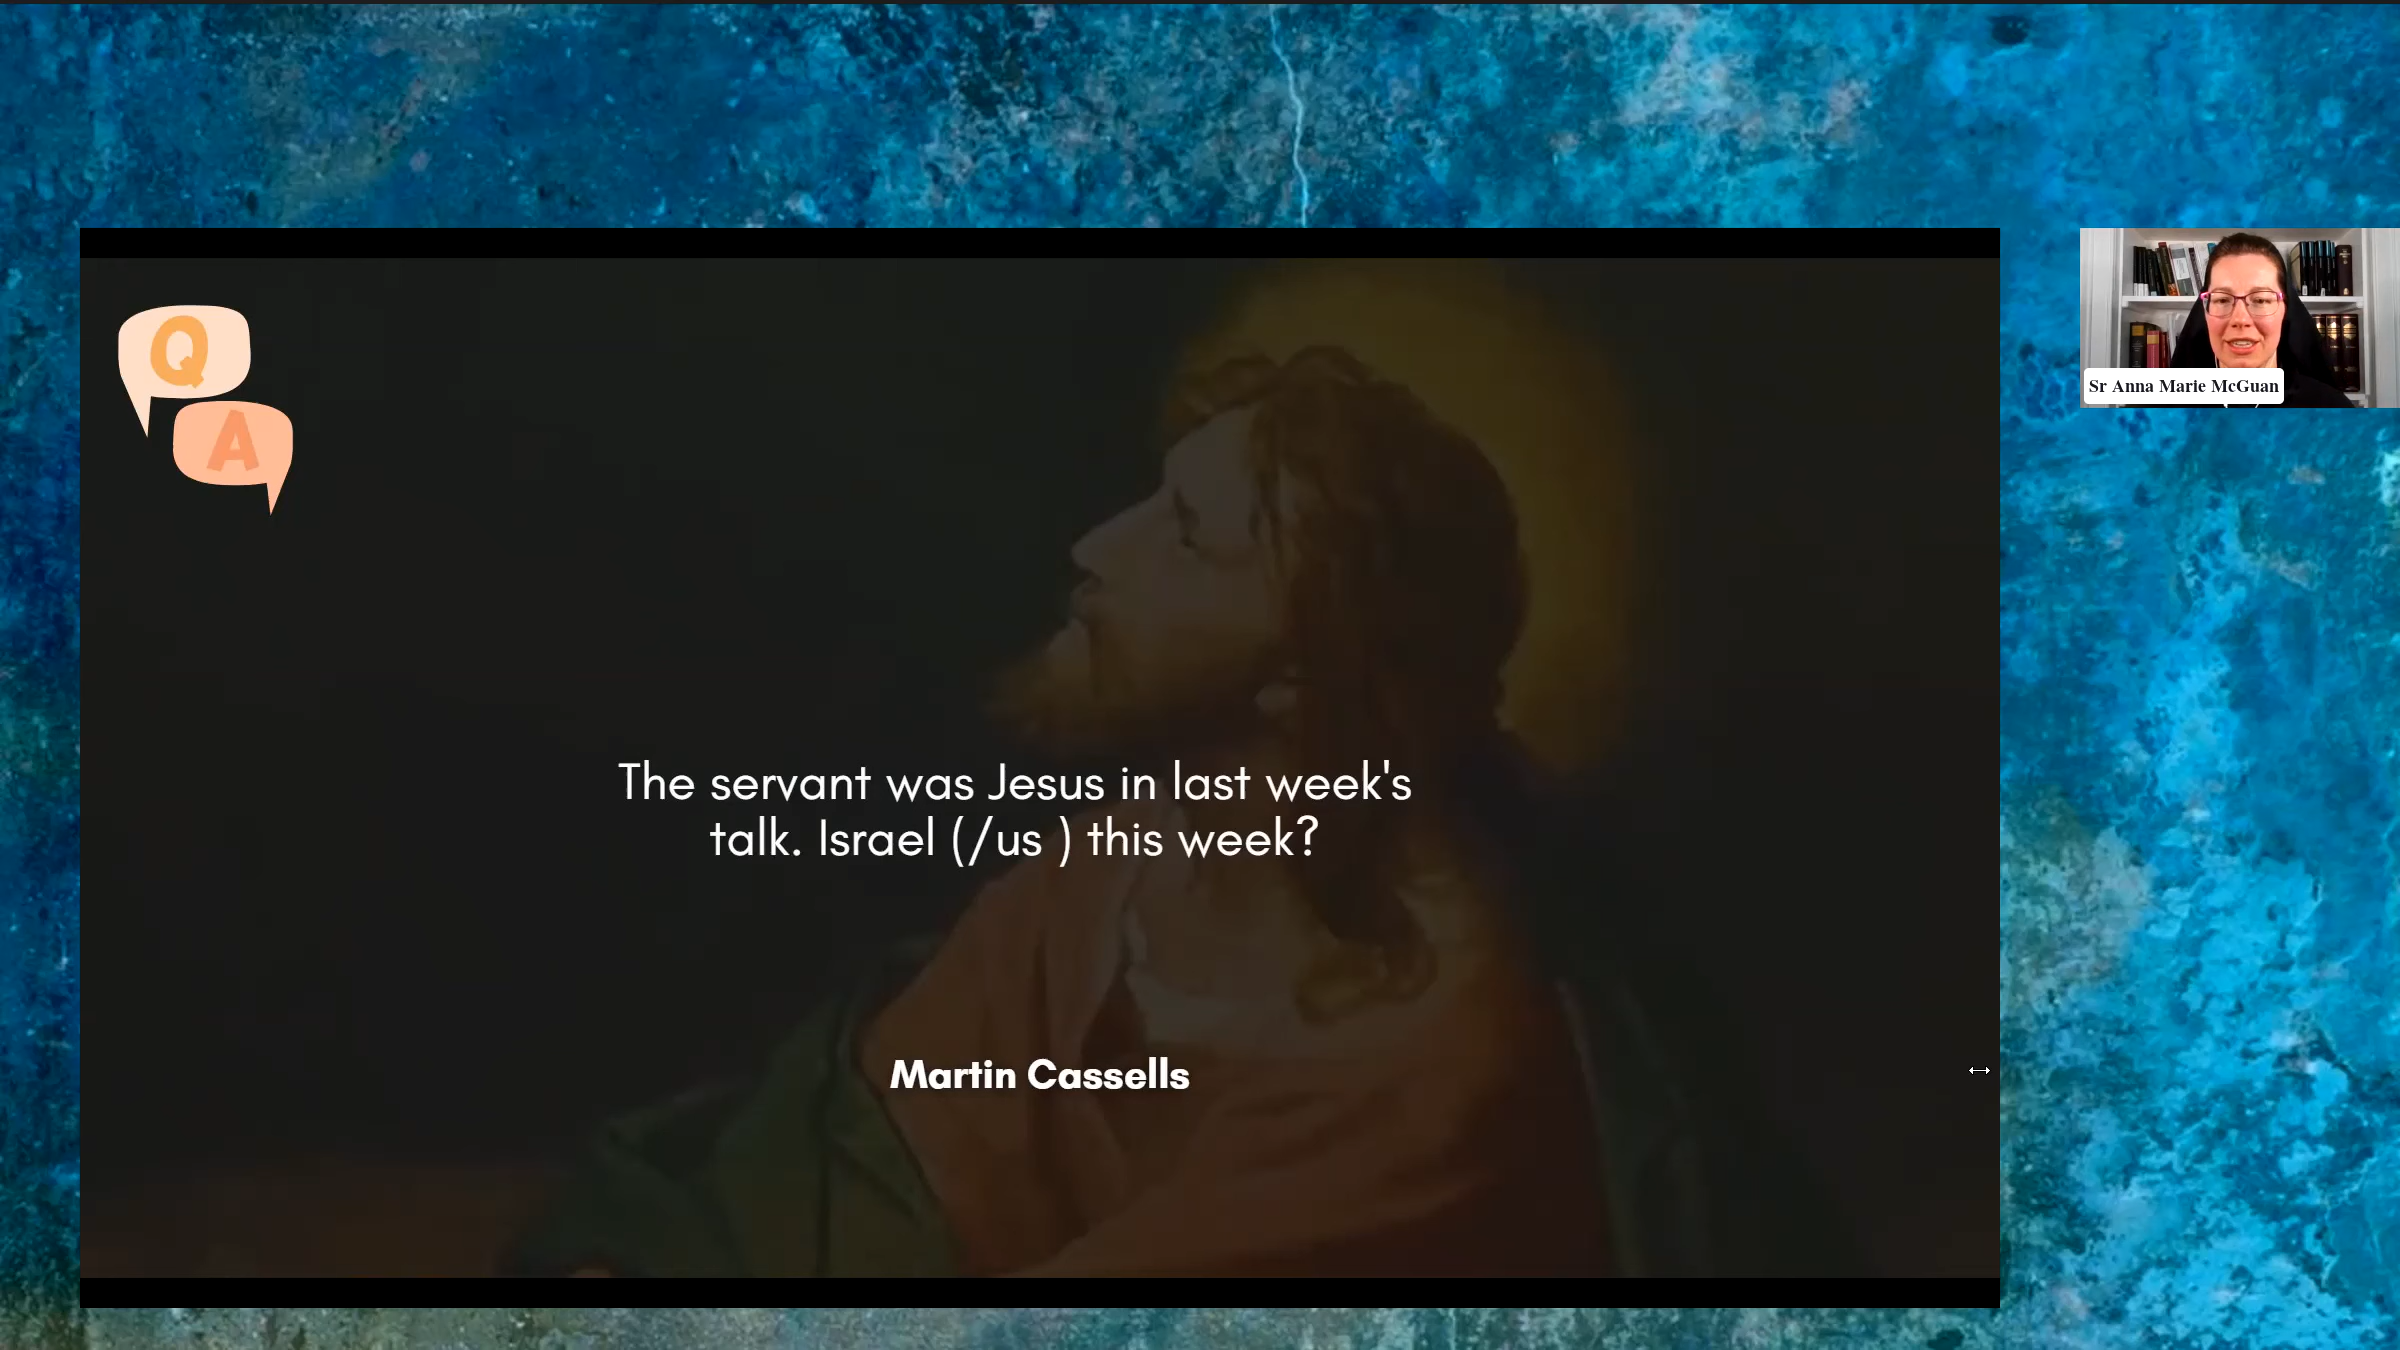 Q
A
Sr Anna Marie McGuan
The servant was Jesus in last week's
talk. Israel (/us ) this week?
Martin Cassells